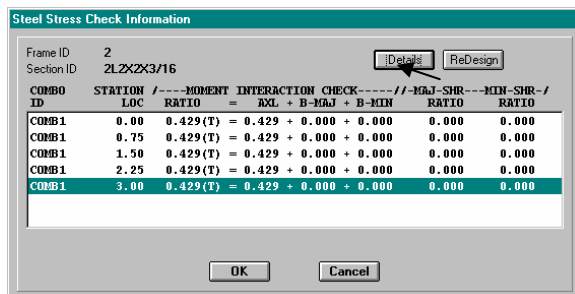 Steel Stress Check Information
Frame ID 2 Details ReDesign
Section ID 2L2X2X3/16
COMBO STATION /----MOMENT INTERACTION CHECK-----//-MAJ-SHR---MIN-SHR-/
ID LOC RATIO = AXL + B-MAJ + B-MIN RATIO RATIO
COMB1 0.00 0.429(T) = 0.429 + 0.000 + 0.000 0.000 0.000
COMB1 0.75 0.429(T) = 0.429 + 0.000 + 0.000 0.000 0.000
COMB1 1.50 0.429(T) = 0.429 + 0.000 + 0.000 0.000 0.000
COMB1 2.25 0.429(T) = 0.429 + 0.000 + 0.000 0.000 0.000
COMB1 3.00 0.429(T) = 0.429 + 0.000 + 0.000 0.000 0.000
OK Cancel